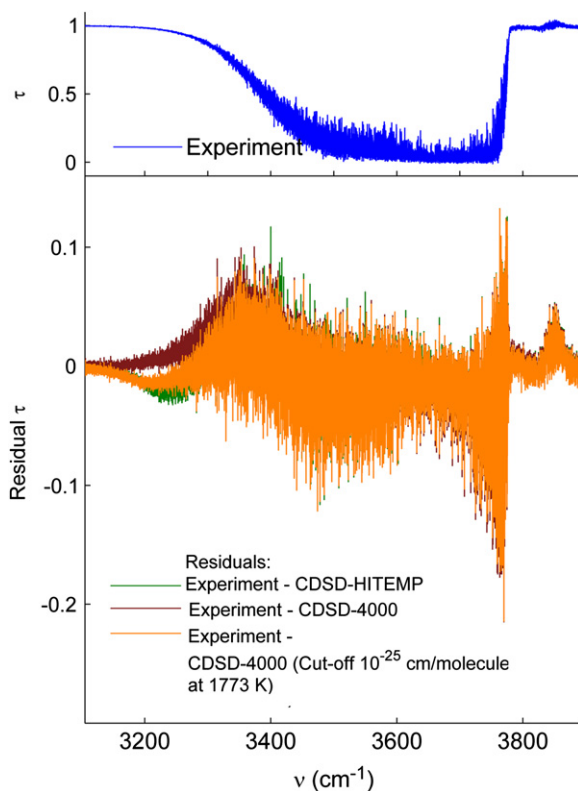 1
0.5
0
τ
Experiment
0.1
0
-0.1
-0.2
Residual τ
Residuals:
Experiment - CDSD-HITEMP
Experiment - CDSD-4000
Experiment -
CDSD-4000 (Cut-off 10⁻²⁵ cm/molecule
at 1773 K)
3200 3400 3600 3800
ν (cm⁻¹)